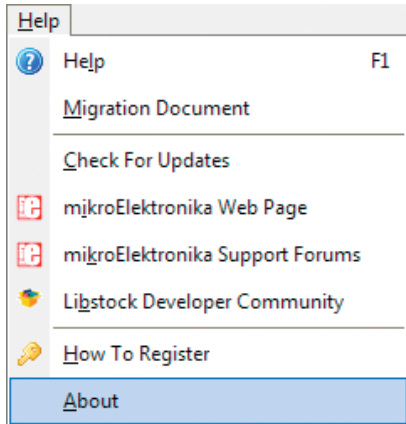 Help
Help F1
Migration Document
Check For Updates
mikroElektronika Web Page
mikroElektronika Support Forums
Libstock Developer Community
How To Register
About